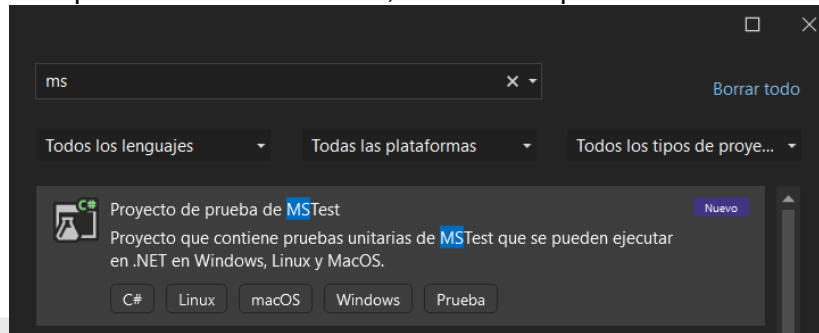 ms
Borrar todo
Todos los lenguajes
Todas las plataformas
Todos los tipos de proye...
C#
Proyecto de prueba de MSTest
Nuevo
Proyecto que contiene pruebas unitarias de MSTest que se pueden ejecutar
en .NET en Windows, Linux y MacOS.
C#
Linux
macOS
Windows
Prueba